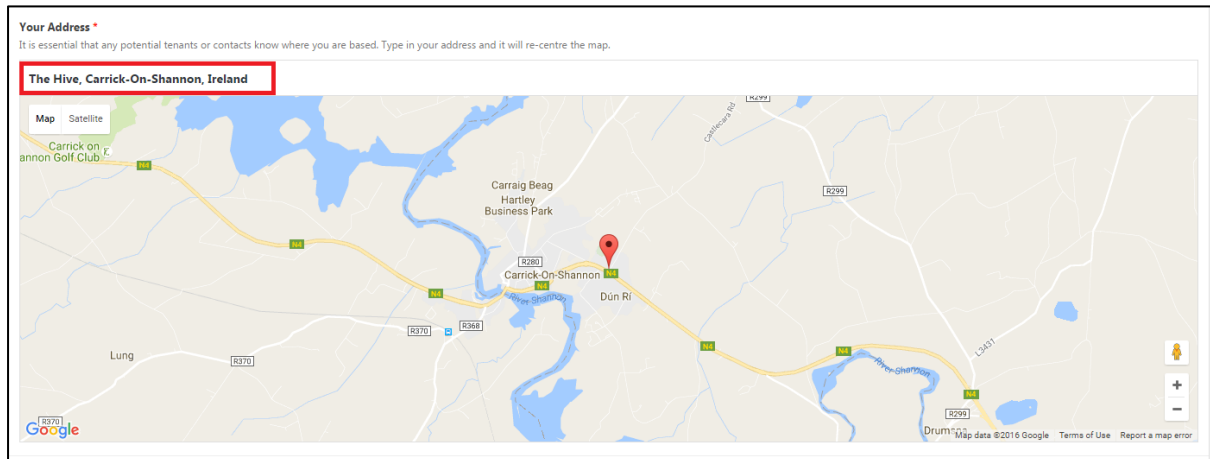 Your Address *
It is essential that any potential tenants or contacts know where you are based. Type in your address and it will re-centre the map.
The Hive, Carrick-On-Shannon, Ireland
Map Satellite
R299
Castlecara Rd
Carrick on
annon Golf Club
N4
Carraig Beag
Hartley
Business Park
R299
N4
R280
Carrick-On-Shannon
N4
N4
N4
N4
River Shannon
Dún Rí
R370
R368
Lung
R370
N4
N4
L3431
River Shannon
N4
+
R299
−
R370
Google
Map data ©2016 Google Terms of Use Report a map error